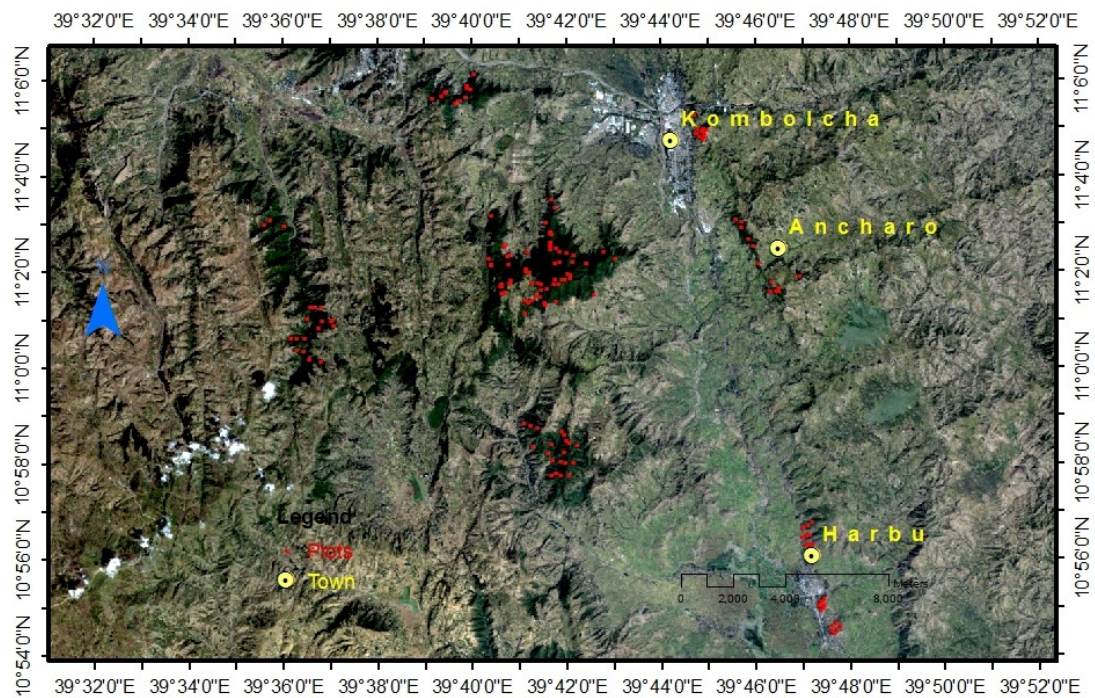 39°32'0"E 39°34'0"E 39°36'0"E 39°38'0"E 39°40'0"E 39°42'0"E 39°44'0"E 39°46'0"E 39°48'0"E 39°50'0"E 39°52'0"E
11°6'0"N 11°6'0"N
Kombolcha
11°4'0"N 11°4'0"N
Ancharo
11°2'0"N 11°2'0"N
N
11°0'0"N 11°0'0"N
10°58'0"N 10°58'0"N
Legend
Harbu
Plots
10°56'0"N 10°56'0"N
Town
Meters
0 2,000 4,000 8,000
10°54'0"N 10°54'0"N
39°32'0"E 39°34'0"E 39°36'0"E 39°38'0"E 39°40'0"E 39°42'0"E 39°44'0"E 39°46'0"E 39°48'0"E 39°50'0"E 39°52'0"E